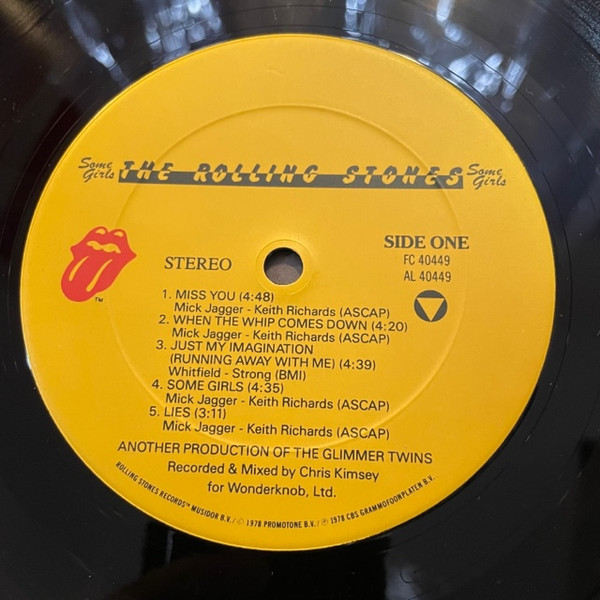 Some Girls THE ROLLING STONES Some Girls
SIDE ONE
FC 40449
AL 40449
STEREO
TM
1. MISS YOU (4:48)
Mick Jagger - Keith Richards (ASCAP)
2. WHEN THE WHIP COMES DOWN (4:20)
Mick Jagger - Keith Richards (ASCAP)
3. JUST MY IMAGINATION
(RUNNING AWAY WITH ME) (4:39)
Whitfield - Strong (BMI)
4. SOME GIRLS (4:35)
Mick Jagger - Keith Richards (ASCAP)
5. LIES (3:11)
Mick Jagger - Keith Richards (ASCAP)
ANOTHER PRODUCTION OF THE GLIMMER TWINS
Recorded & Mixed by Chris Kimsey
for Wonderknob, Ltd.
ROLLING STONES RECORDS™ MUSIDOR B.V. / © 1978 PROMOTONE B.V. / ℗ 1978 CBS GRAMMOFOONPLATEN B.V.